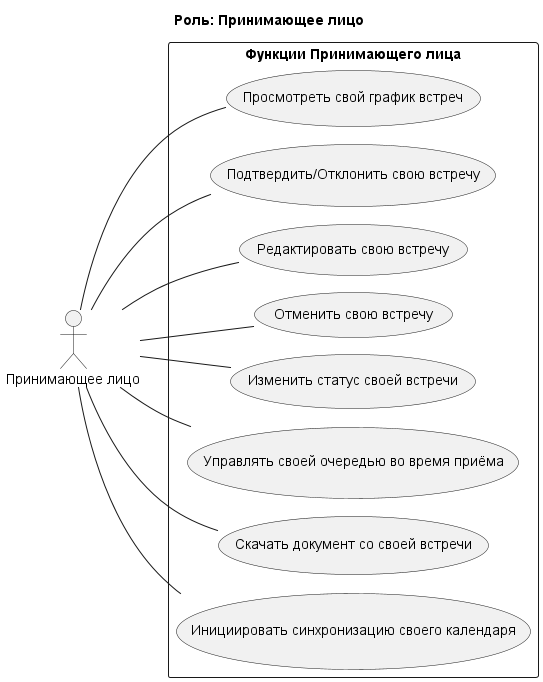 Роль: Принимающее лицо
Функции Принимающего лица
Просмотреть свой график встреч
Подтвердить/Отклонить свою встречу
Редактировать свою встречу
Отменить свою встречу
Принимающее лицо
Изменить статус своей встречи
Управлять своей очередью во время приёма
Скачать документ со своей встречи
Инициировать синхронизацию своего календаря